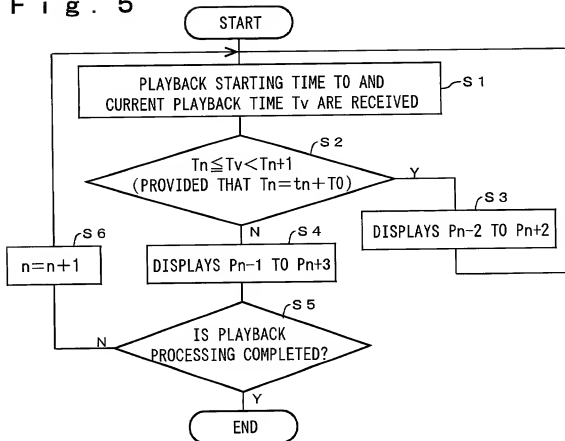 Fig. 5
START
PLAYBACK STARTING TIME T0 AND
CURRENT PLAYBACK TIME Tv ARE RECEIVED
S1
S2
Tn≦Tv<Tn+1
(PROVIDED THAT Tn=tn+T0)
Y
S3
DISPLAYS Pn-2 TO Pn+2
N
S4
DISPLAYS Pn-1 TO Pn+3
S6
n=n+1
S5
IS PLAYBACK
PROCESSING COMPLETED?
N
Y
END